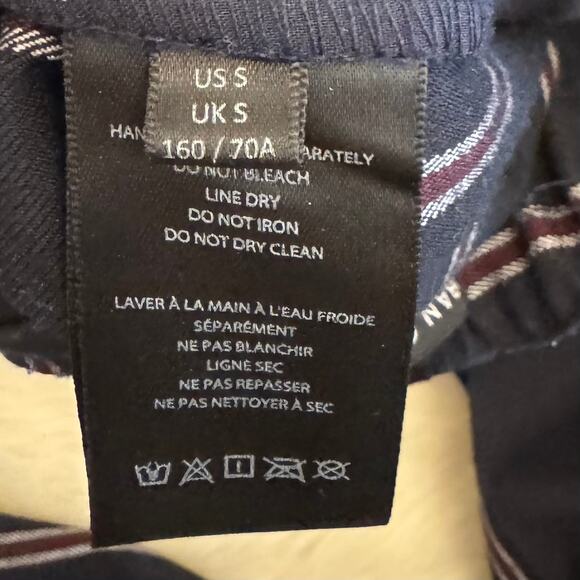 US S
UK S
160 / 70A
HAN ARATELY
DO NOT BLEACH
LINE DRY
DO NOT IRON
DO NOT DRY CLEAN
LAVER À LA MAIN À L'EAU FROIDE
SÉPARÉMENT
NE PAS BLANCHIR
LIGNE SEC
NE PAS REPASSER
NE PAS NETTOYER À SEC